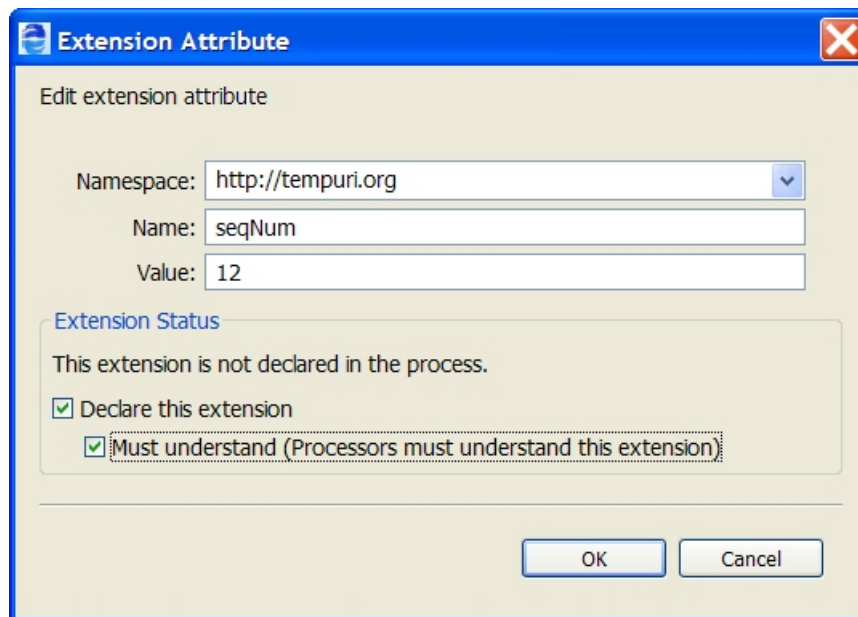 Extension Attribute
Edit extension attribute
Namespace: http://tempuri.org
Name: seqNum
Value: 12
Extension Status
This extension is not declared in the process.
Declare this extension
Must understand (Processors must understand this extension)
OK Cancel